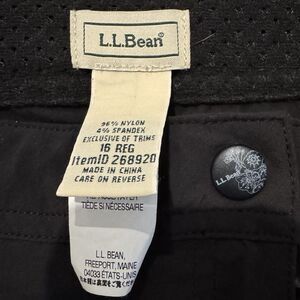 L.L.Bean®
96% NYLON
4% SPANDEX
EXCLUSIVE OF TRIMS
16 REG
ItemID 268920
MADE IN CHINA
CARE ON REVERSE
TIÈDE SI NÉCESSAIRE
L.L. BEAN,
FREEPORT, MAINE
04033 ÉTATS-UNIS
L.L.Bean